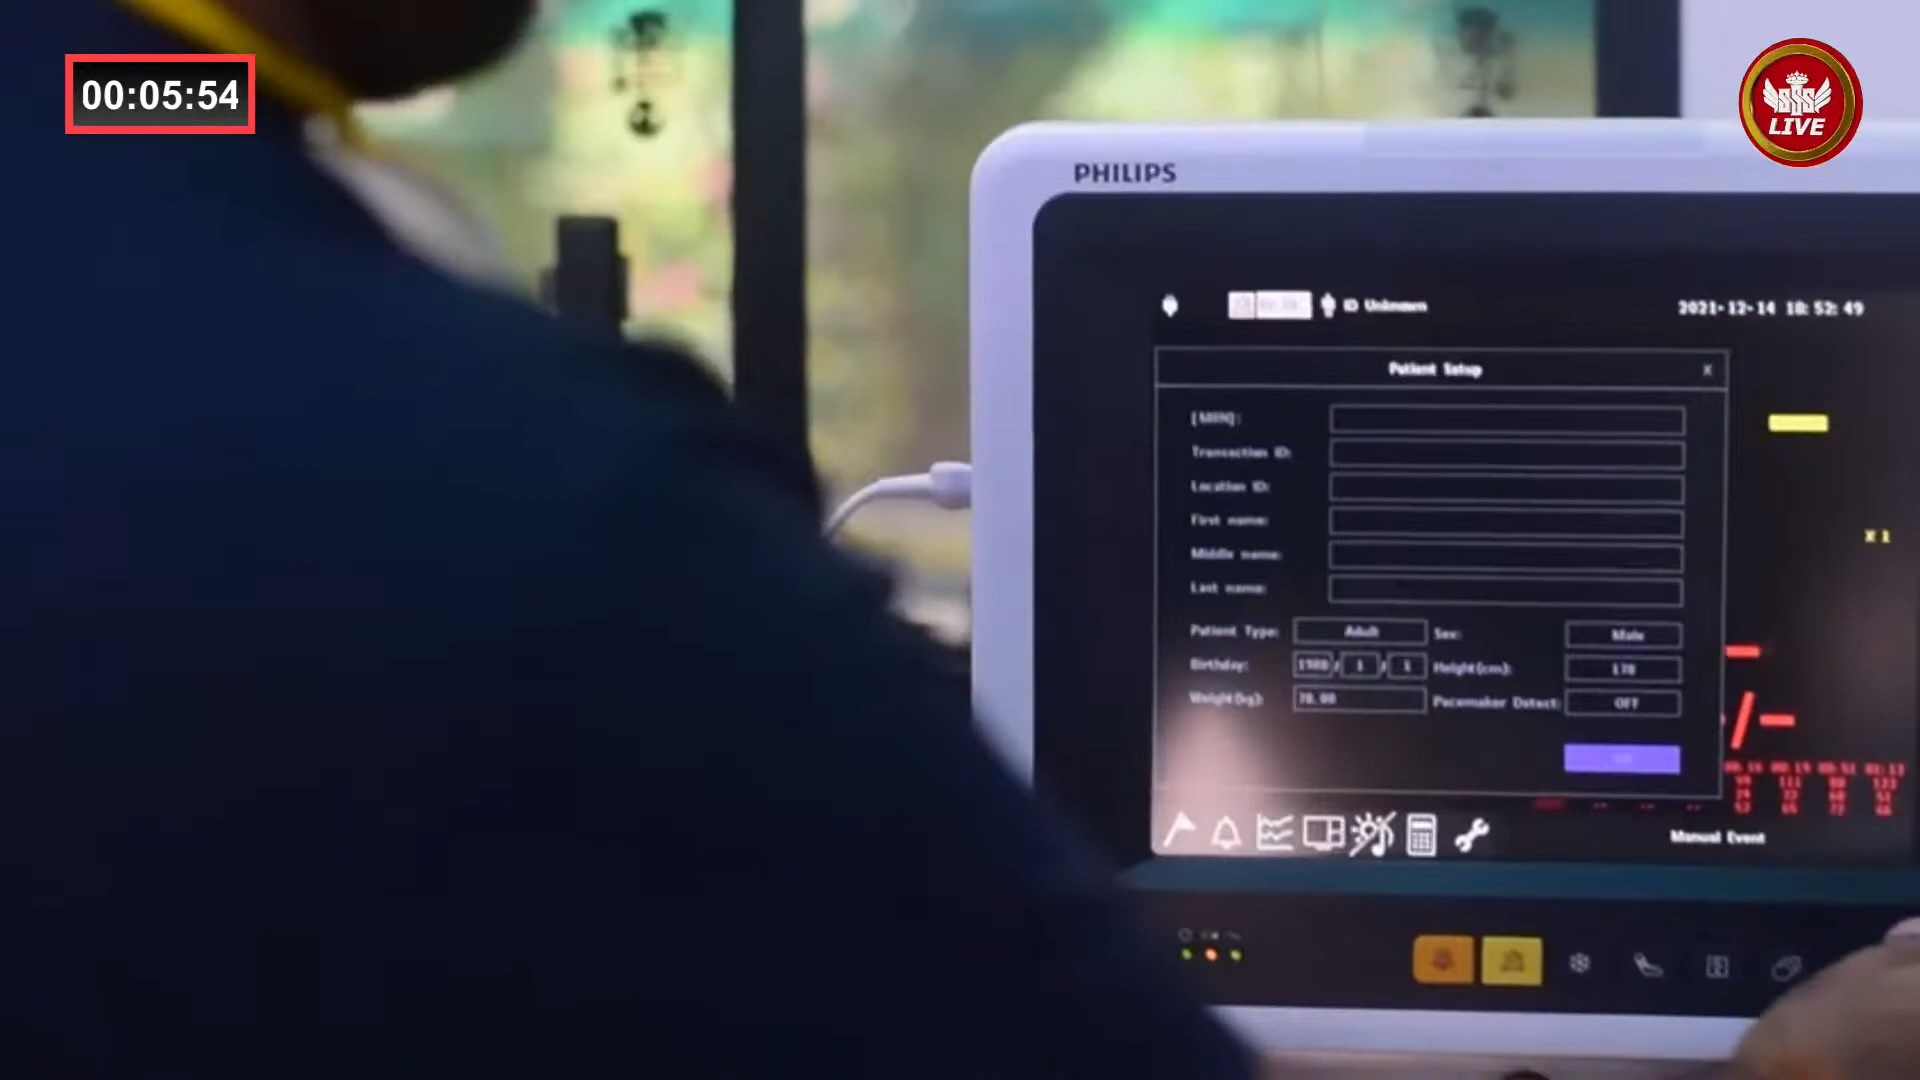 00:05:54
SSS
LIVE
PHILIPS
ID Unknown
2021-12-14 18:52:49
Patient Setup
X
[MRN]:
Transaction ID:
Location ID:
First name:
Middle name:
Last name:
Patient Type: Adult Sex: Male
Birthday: 1980 / 1 / 1 Height(cm): 170
Weight(kg): 70.00 Pacemaker Detect: OFF
X 1
-/-
Manual Event